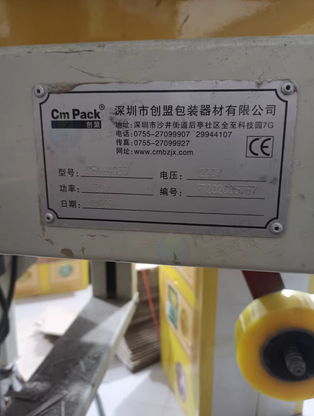 Cm Pack®
创盟
深圳市创盟包装器材有限公司
地址:深圳市沙井街道后亭社区全至科技园7G
电话:0755-27099907 29944107
传真:0755-27099927
网址:www.cmbzjx.com
CE
型号: 电压:
功率: 编号:
日期: